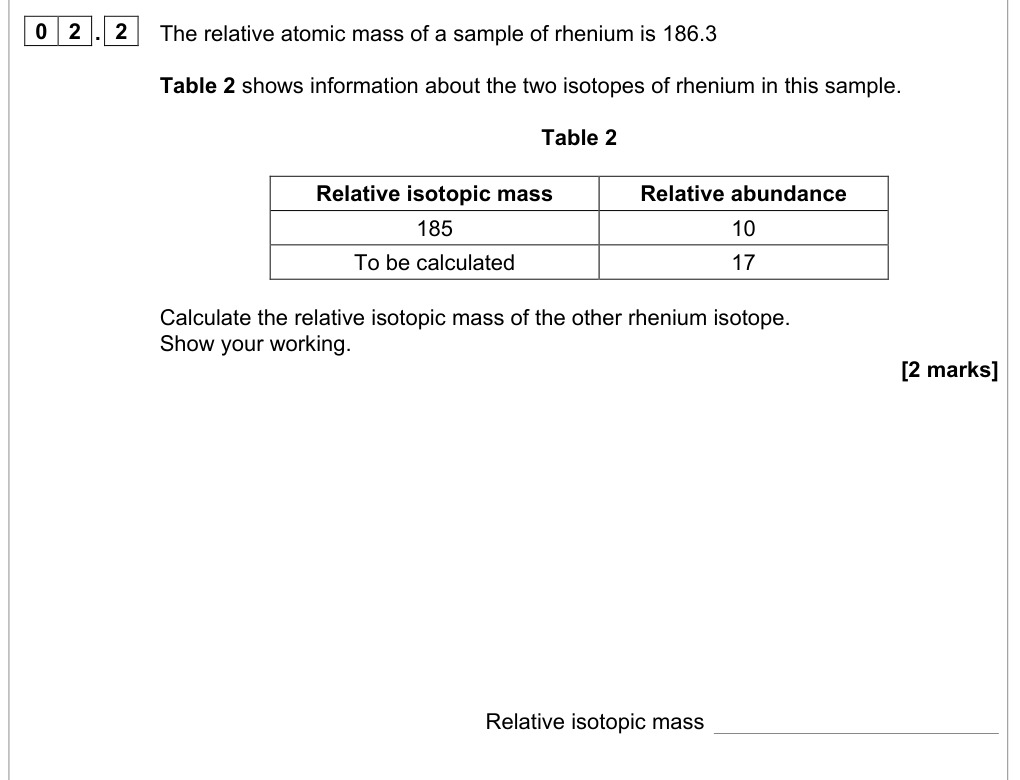 02.2 The relative atomic mass of a sample of rhenium is 186.3
Table 2 shows information about the two isotopes of rhenium in this sample.
Table 2
Relative isotopic mass Relative abundance
185 10
To be calculated 17
Calculate the relative isotopic mass of the other rhenium isotope.
Show your working.
[2 marks]
Relative isotopic mass